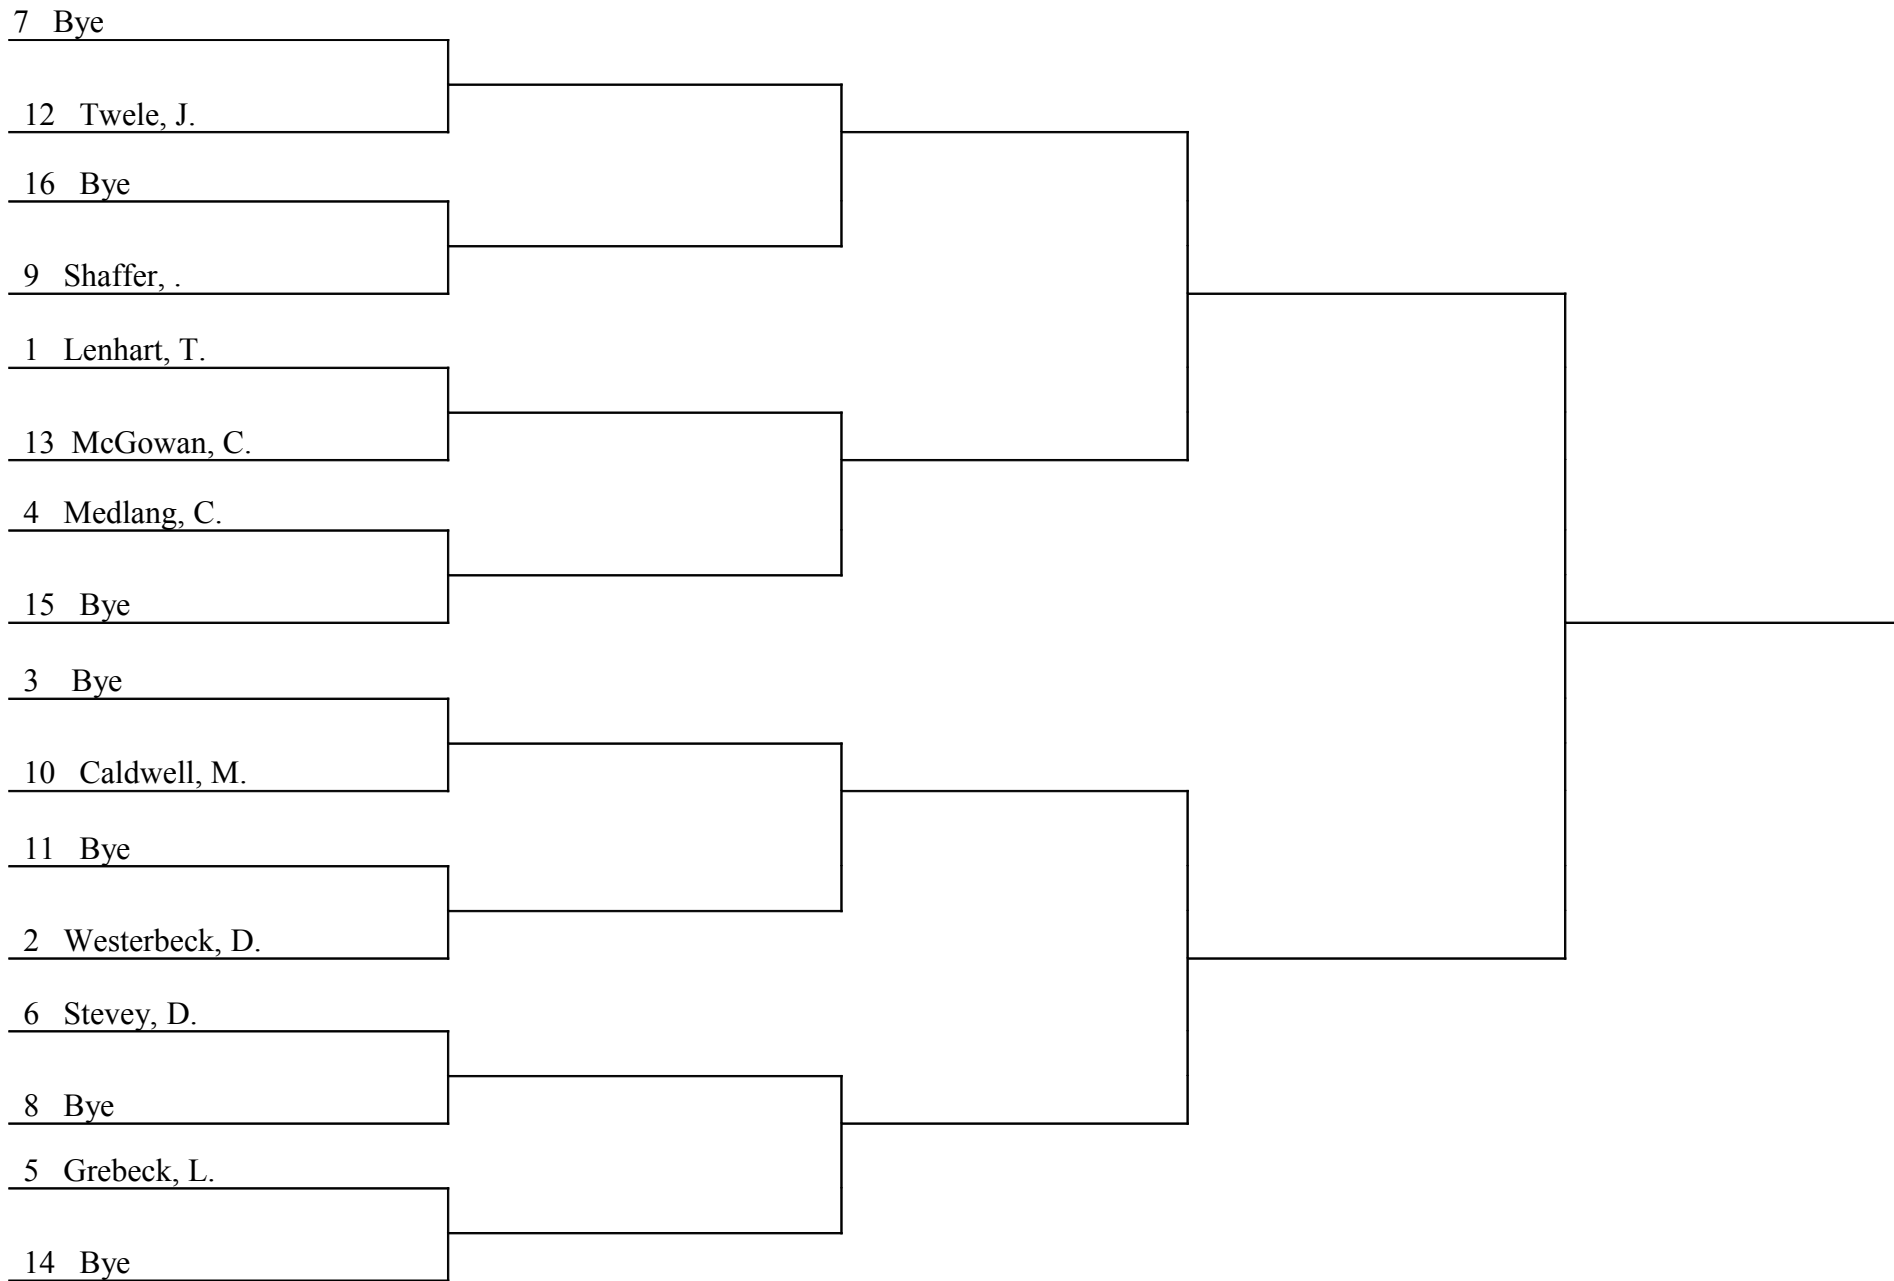 7 Bye
12 Twele, J.
16 Bye
9 Shaffer, .
1 Lenhart, T.
13 McGowan, C.
4 Medlang, C.
15 Bye
3 Bye
10 Caldwell, M.
11 Bye
2 Westerbeck, D.
6 Stevey, D.
8 Bye
5 Grebeck, L.
14 Bye